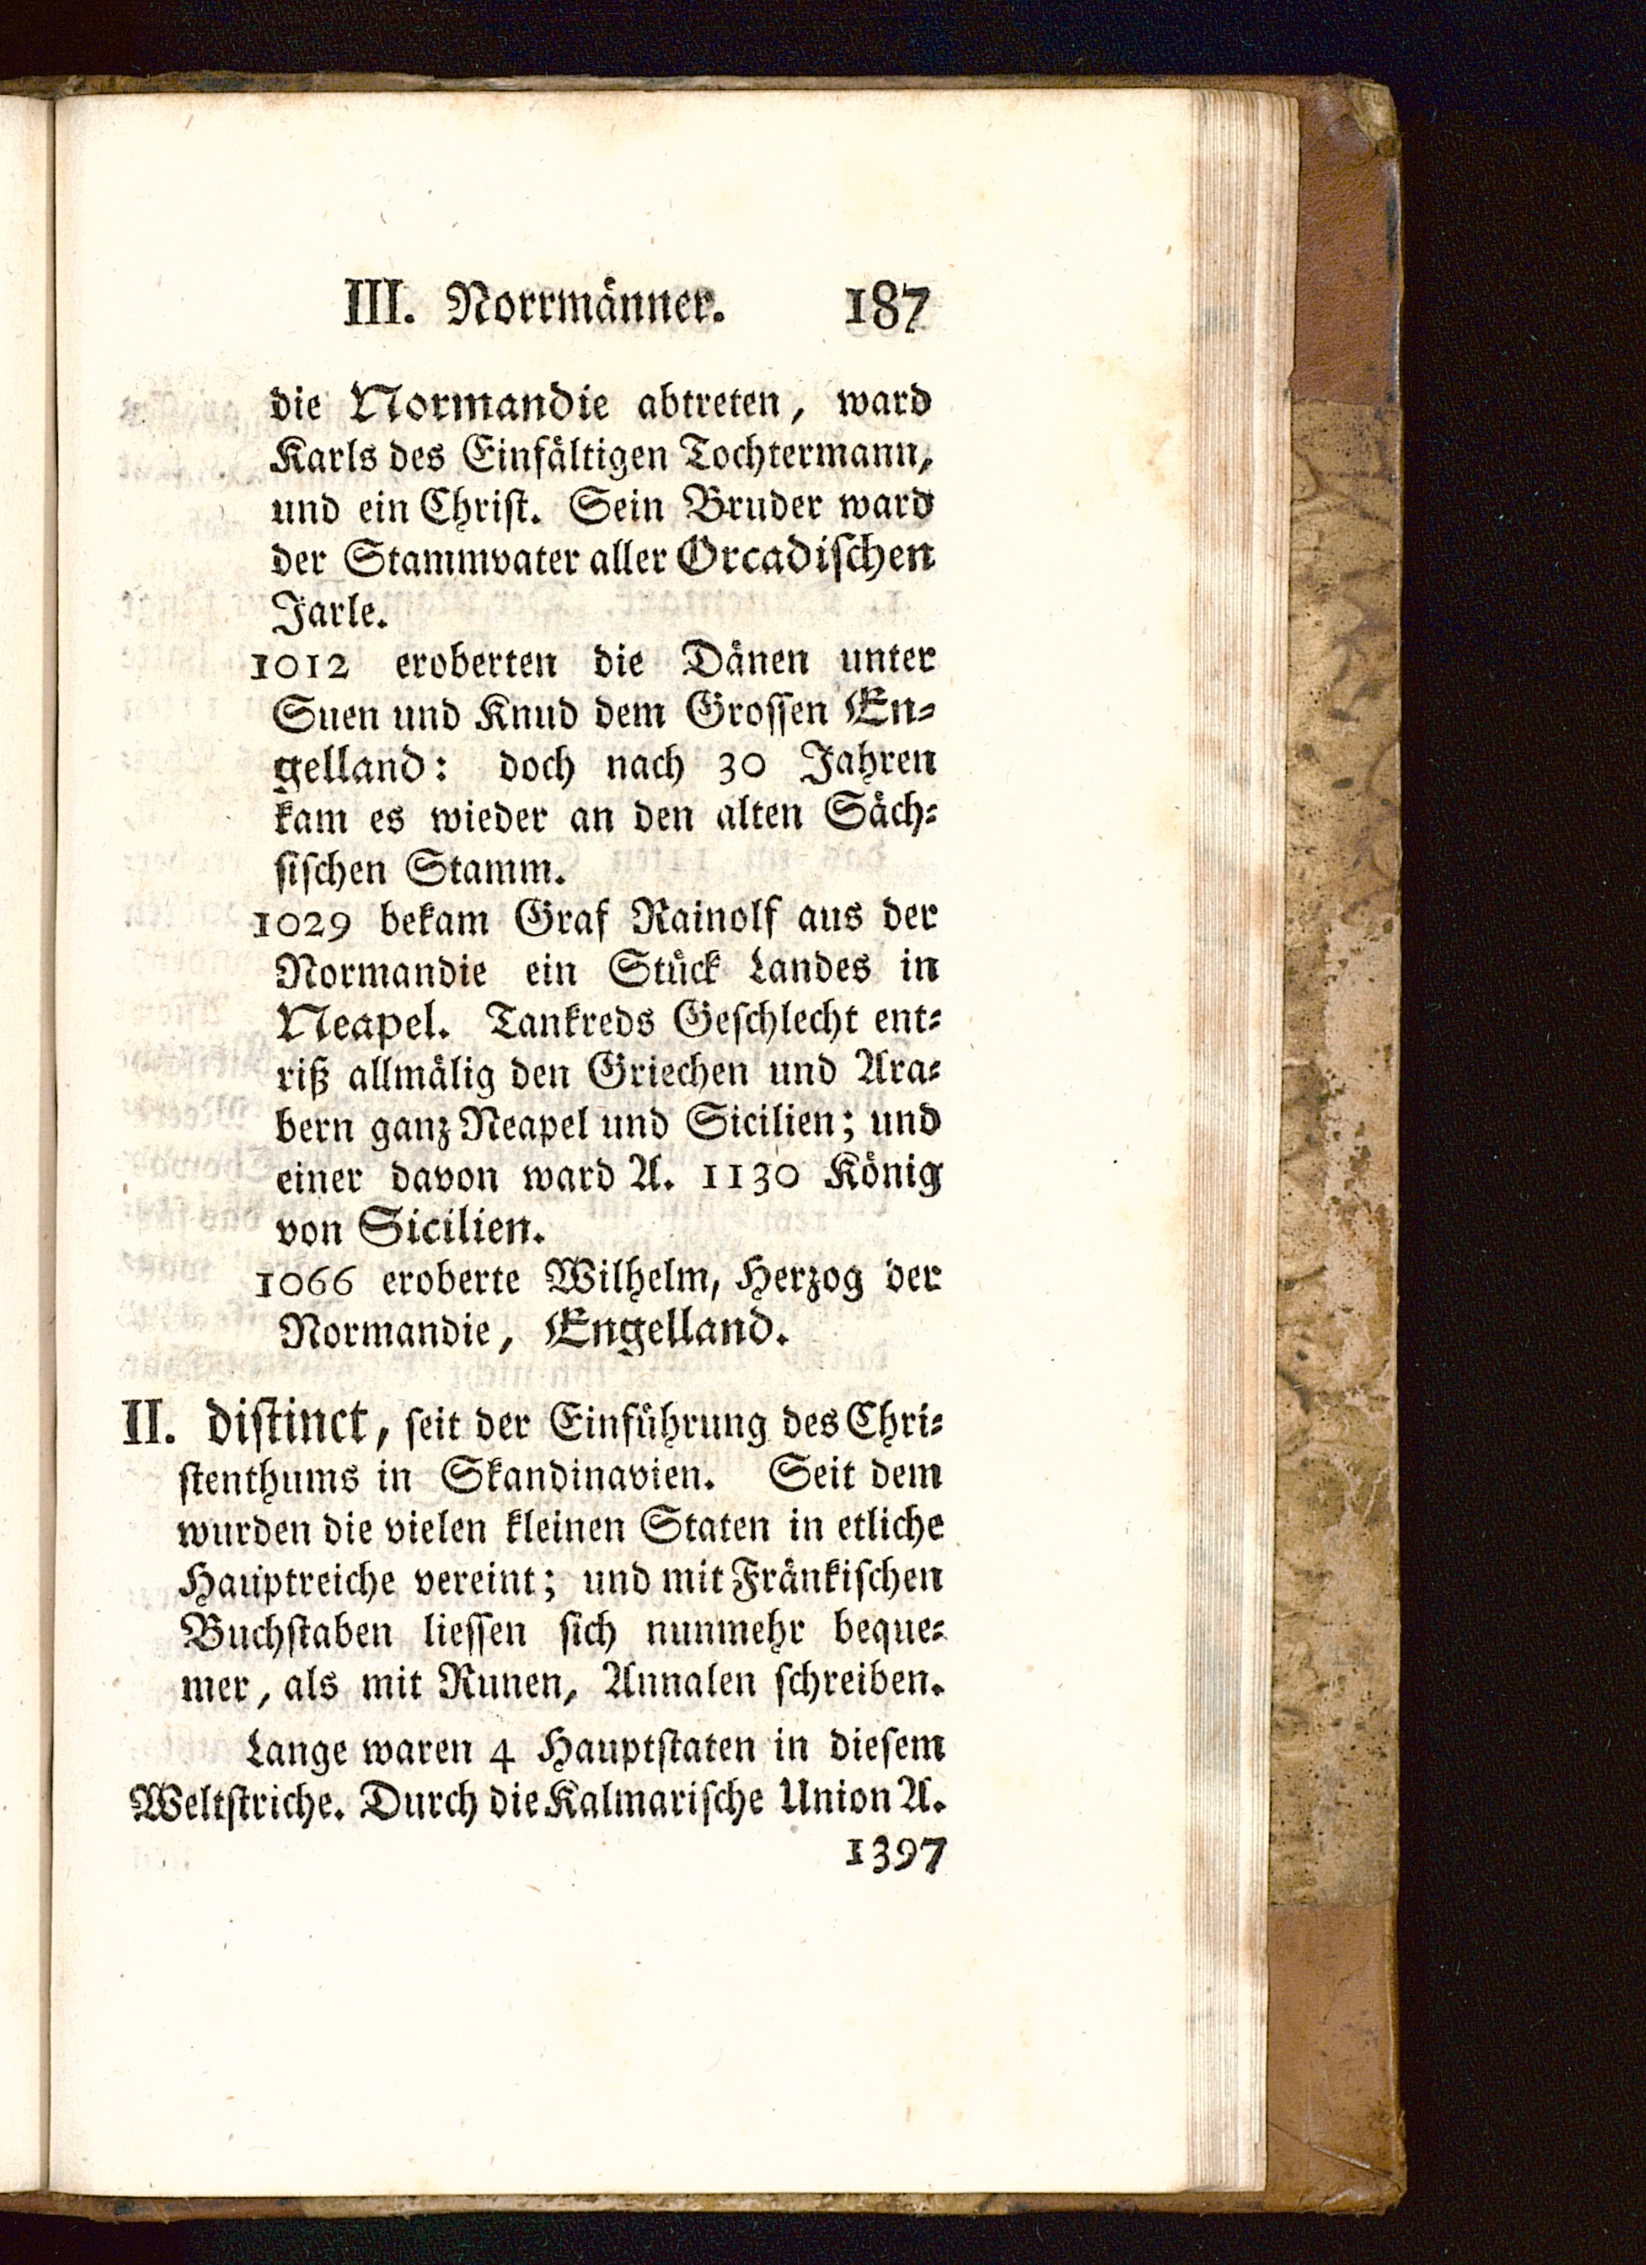 III. Norrmänner. 187
die Normandie abtreten, ward
Karls des Einfältigen Tochtermann,
und ein Christ. Sein Bruder ward
der Stammvater aller Orcadischen
Jarle.
1012 eroberten die Dänen unter
Suen und Knud dem Grossen En-
gelland: doch nach 30 Jahren
kam es wieder an den alten Säch-
sischen Stamm.
1029 bekam Graf Rainolf aus der
Normandie ein Stück Landes in
Neapel. Tankreds Geschlecht ent-
riß allmälig den Griechen und Ara-
bern ganz Neapel und Sicilien; und
einer davon ward A. 1130 König
von Sicilien.
1066 eroberte Wilhelm, Herzog der
Normandie, Engelland.
II. distinct, seit der Einführung des Chri-
stenthums in Skandinavien. Seit dem
wurden die vielen kleinen Staten in etliche
Hauptreiche vereint; und mit Fränkischen
Buchstaben liessen sich nunmehr beque-
mer, als mit Runen, Annalen schreiben.
Lange waren 4 Hauptstaten in diesem
Weltstriche. Durch die Kalmarische Union A.
1397